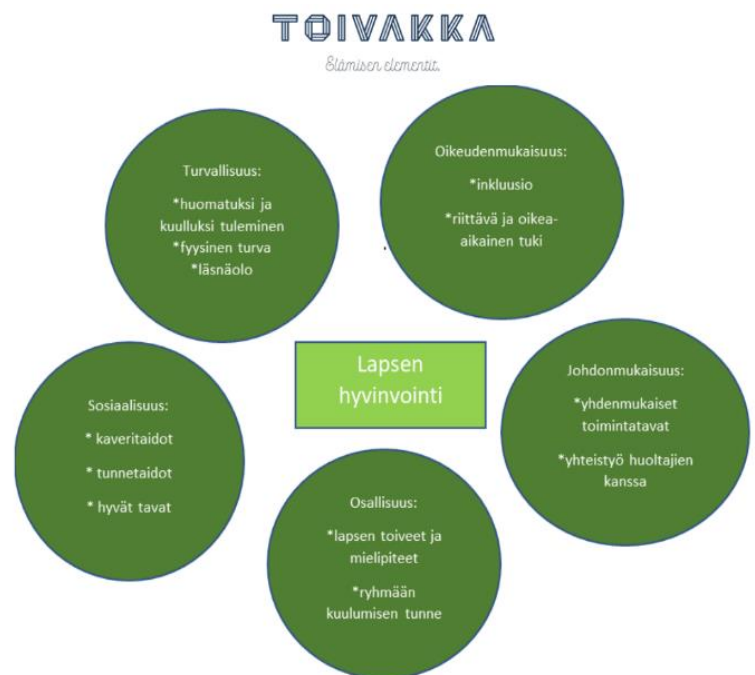 TOIVAKKA
Elämisen elementit.
Turvallisuus:
*huomatuksi ja
kuulluksi tuleminen
*fyysinen turva
*läsnäolo
Oikeudenmukaisuus:
*inkluusio
*riittävä ja oikea-
aikainen tuki
Lapsen
hyvinvointi
Sosiaalisuus:
* kaveritaidot
* tunnetaidot
* hyvät tavat
Johdonmukaisuus:
*yhdenmukaiset
toimintatavat
*yhteistyö huoltajien
kanssa
Osallisuus:
*lapsen toiveet ja
mielipiteet
*ryhmään
kuulumisen tunne